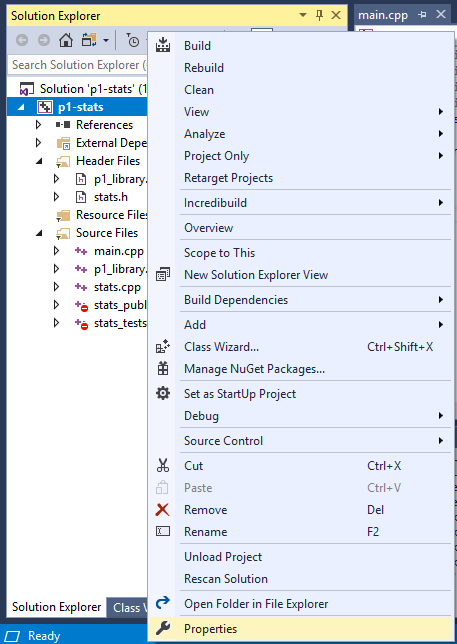 Solution Explorer
main.cpp
Search Solution Explorer (
Solution 'p1-stats' (1
p1-stats
References
External Depe
Header Files
p1_library.
stats.h
Resource Files
Source Files
main.cpp
p1_library.
stats.cpp
stats_publ
stats_tests
Build
Rebuild
Clean
View
Analyze
Project Only
Retarget Projects
Incredibuild
Overview
Scope to This
New Solution Explorer View
Build Dependencies
Add
Class Wizard... Ctrl+Shift+X
Manage NuGet Packages...
Set as StartUp Project
Debug
Source Control
Cut Ctrl+X
Paste Ctrl+V
Remove Del
Rename F2
Unload Project
Rescan Solution
Open Folder in File Explorer
Properties
Solution Explorer Class
Ready